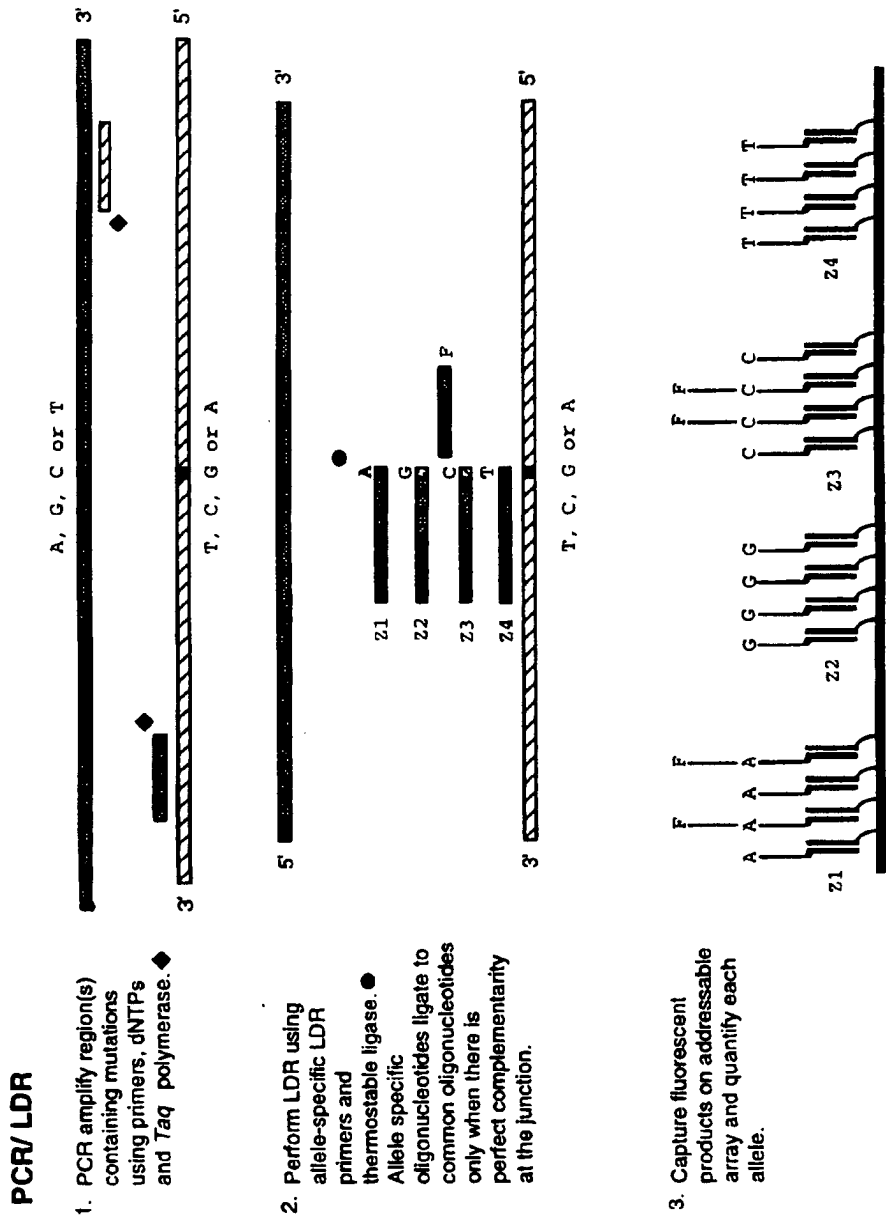 PCR/ LDR
1. PCR amplify region(s)
containing mutations
using primers, dNTPs
and Taq polymerase.
3'
A, G, C or T
3'
5'
T, C, G or A
2. Perform LDR using
allele-specific LDR
primers and
thermostable ligase.
Allele specific
oligonucleotides ligate to
common oligonucleotides
only when there is
perfect complementarity
at the junction.
5'
3'
Z1 A
Z2 G
F
Z3 C
Z4 T
3'
5'
T, C, G or A
3. Capture fluorescent
products on addressable
array and quantify each
allele.
F F F F
A A A A G G G G C C C C T T T T
Z1 Z2 Z3 Z4